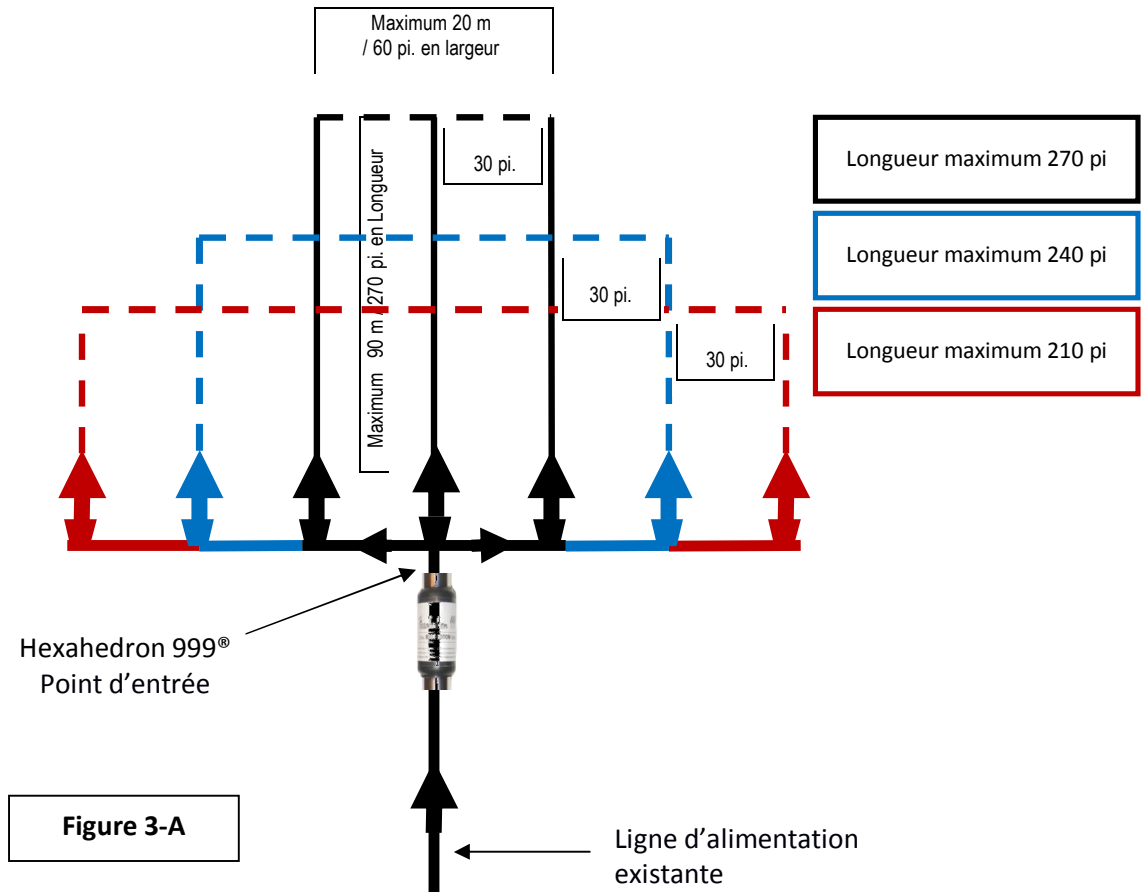 Maximum 20 m
/ 60 pi. en largeur
Maximum 90 m /270 pi. en Longueur
30 pi.
30 pi.
30 pi.
Longueur maximum 270 pi
Longueur maximum 240 pi
Longueur maximum 210 pi
Hexahedron 999®
Point d’entrée
Figure 3-A
Ligne d’alimentation
existante